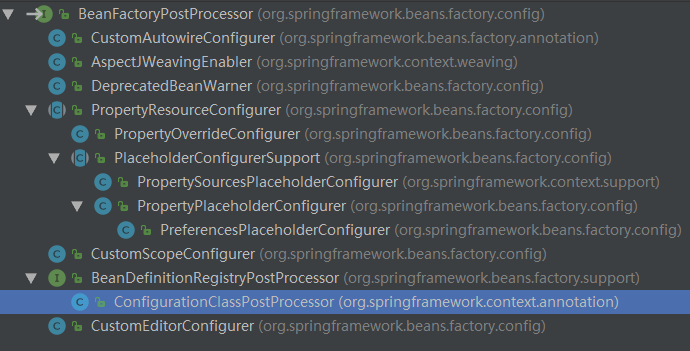 BeanFactoryPostProcessor (org.springframework.beans.factory.config)
CustomAutowireConfigurer (org.springframework.beans.factory.annotation)
AspectJWeavingEnabler (org.springframework.context.weaving)
DeprecatedBeanWarner (org.springframework.beans.factory.config)
PropertyResourceConfigurer (org.springframework.beans.factory.config)
PropertyOverrideConfigurer (org.springframework.beans.factory.config)
PlaceholderConfigurerSupport (org.springframework.beans.factory.config)
PropertySourcesPlaceholderConfigurer (org.springframework.context.support)
PropertyPlaceholderConfigurer (org.springframework.beans.factory.config)
PreferencesPlaceholderConfigurer (org.springframework.beans.factory.config)
CustomScopeConfigurer (org.springframework.beans.factory.config)
BeanDefinitionRegistryPostProcessor (org.springframework.beans.factory.support)
ConfigurationClassPostProcessor (org.springframework.context.annotation)
CustomEditorConfigurer (org.springframework.beans.factory.config)